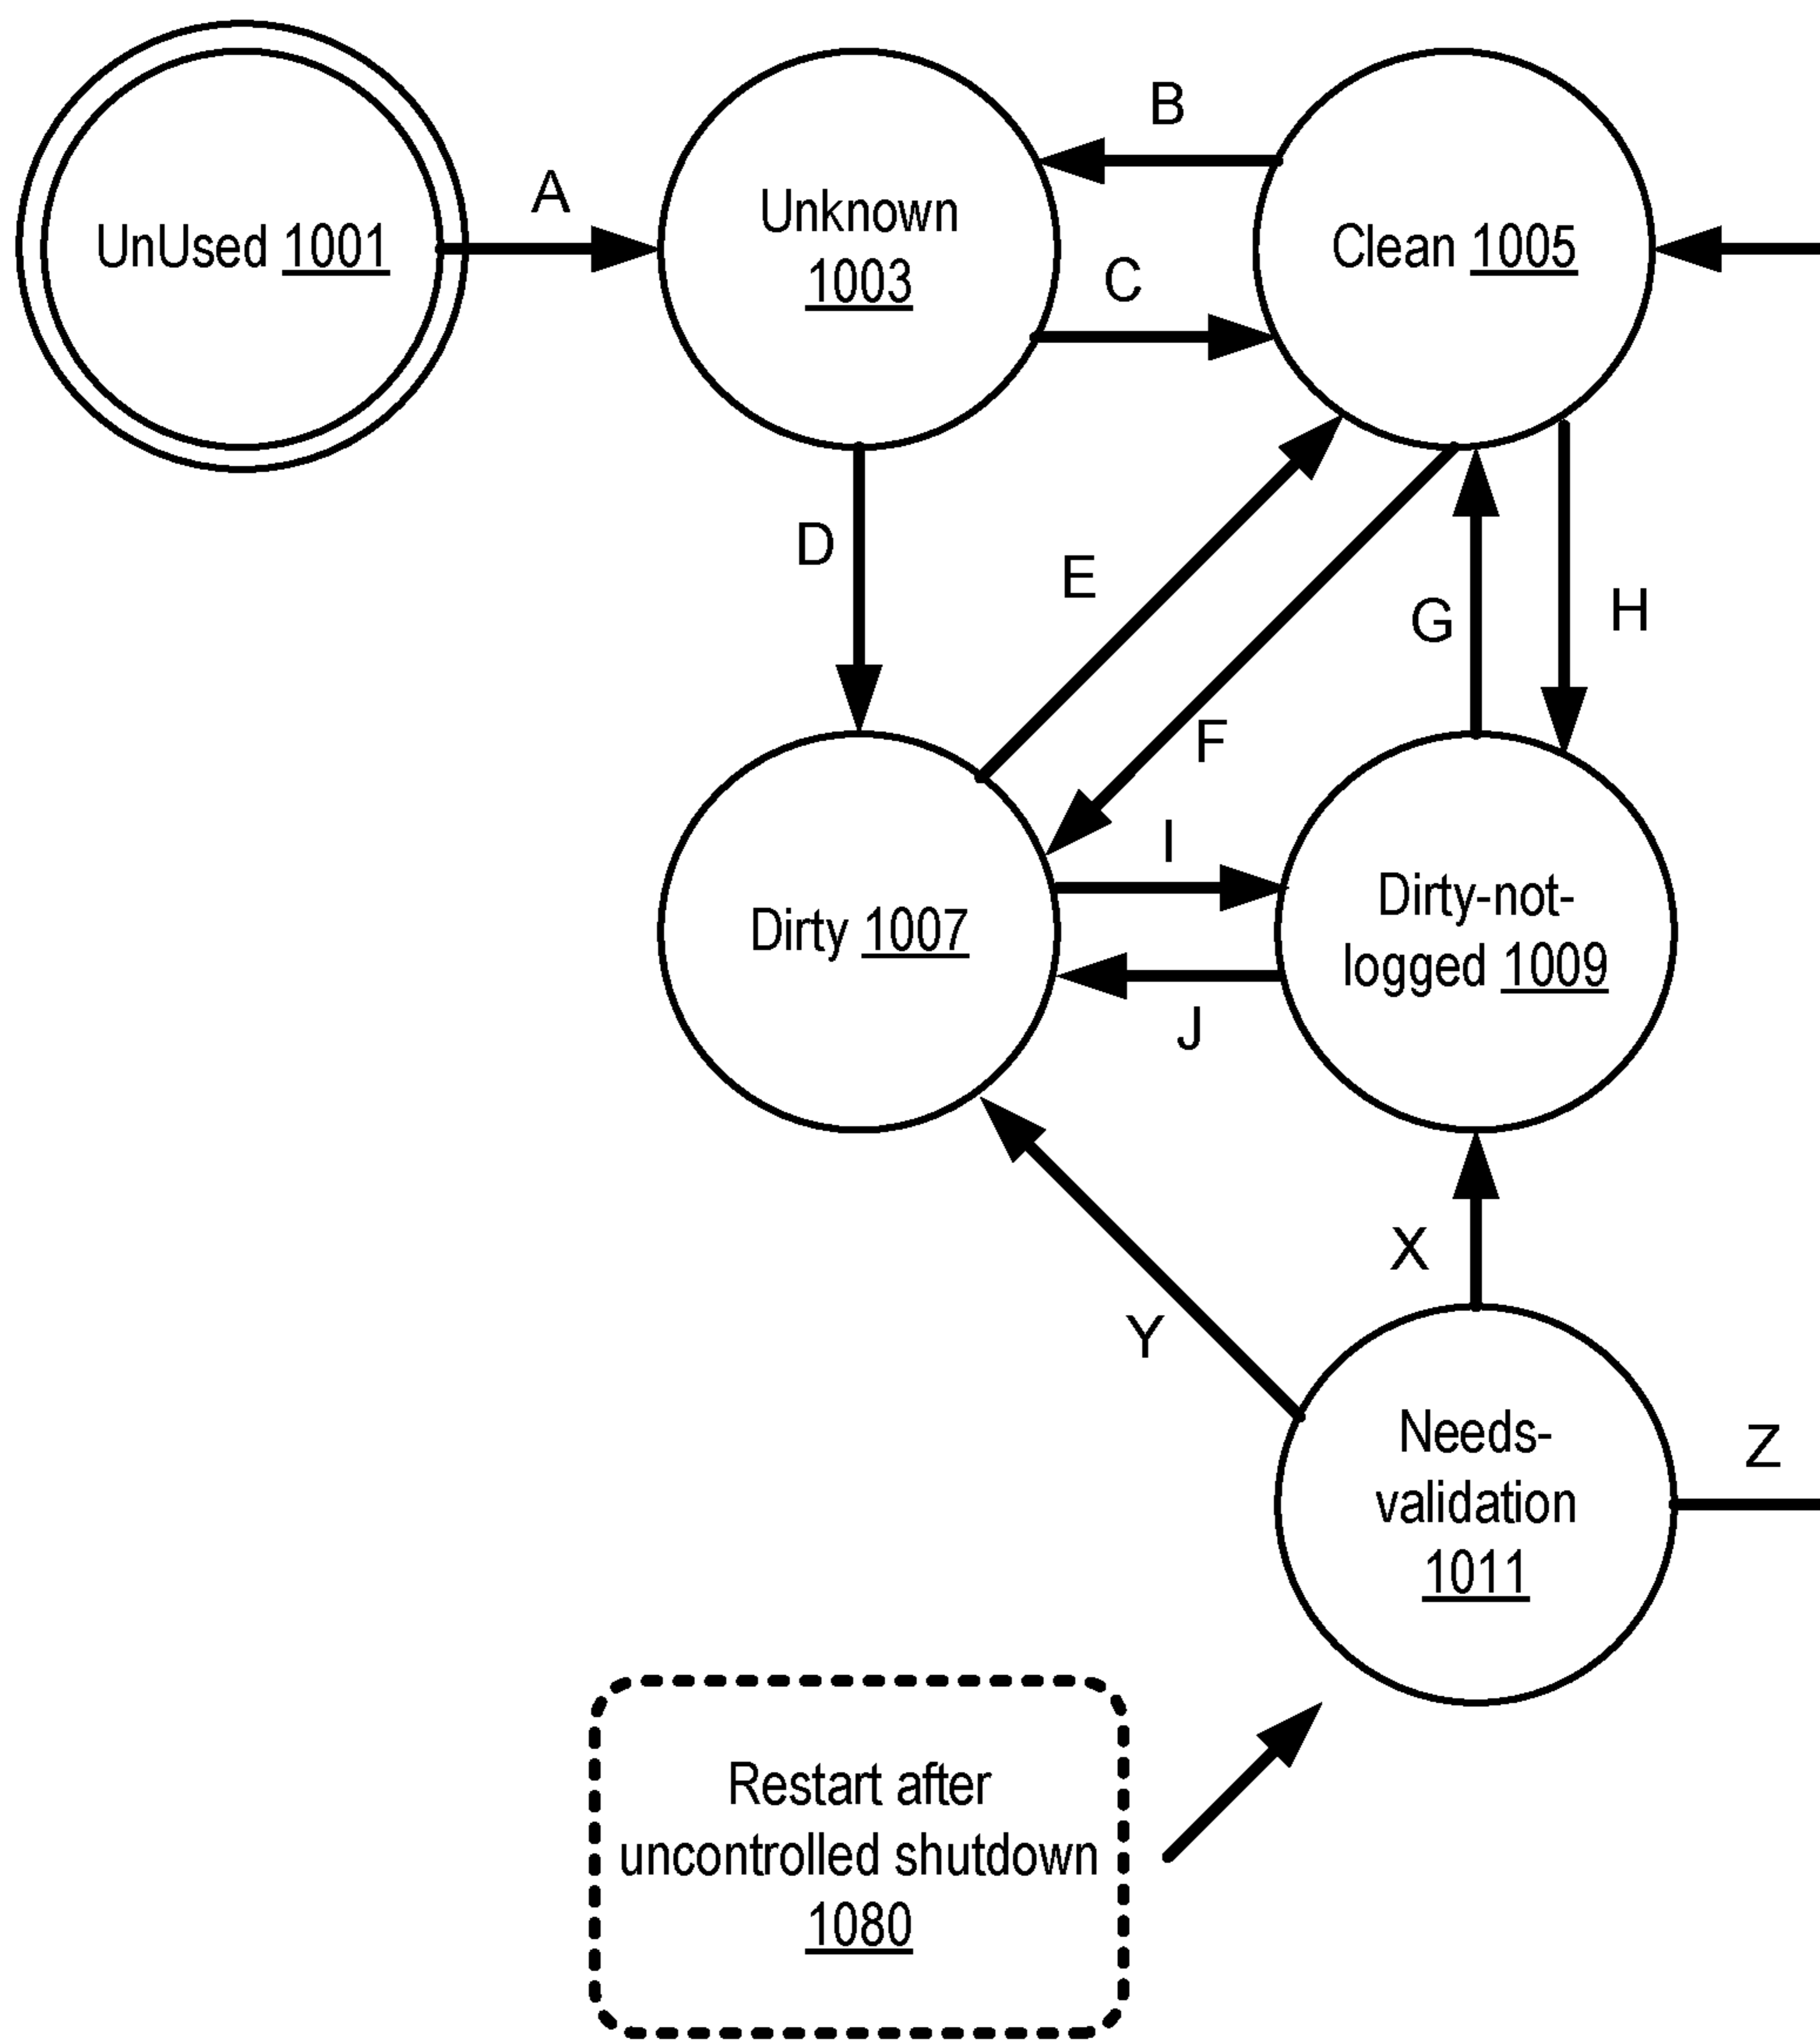 UnUsed 1001
A
Unknown
1003
B
C
Clean 1005
D
E
F
G
H
I
J
Dirty 1007
Dirty-not-
logged 1009
X
Y
Z
Needs-
validation
1011
Restart after
uncontrolled shutdown
1080